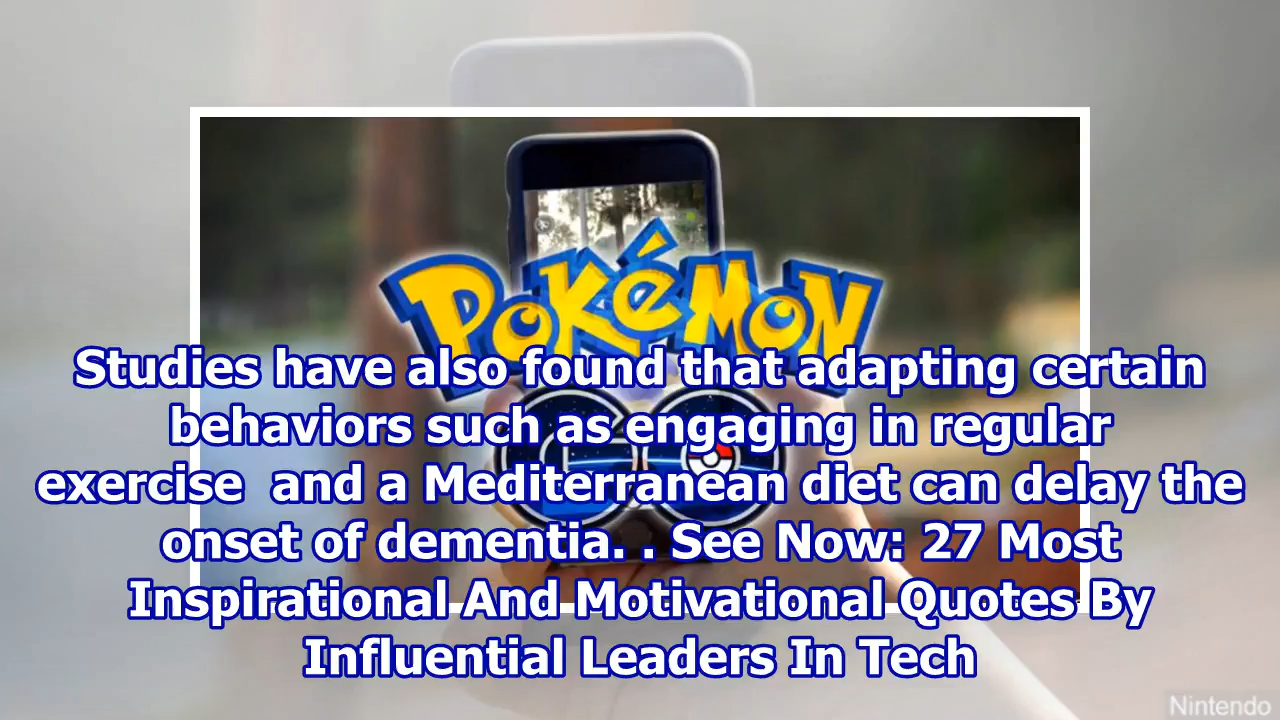 POKéMON
GO
Studies have also found that adapting certain
behaviors such as engaging in regular
exercise  and a Mediterranean diet can delay the
onset of dementia. . See Now: 27 Most
Inspirational And Motivational Quotes By
Influential Leaders In Tech
Nintendo